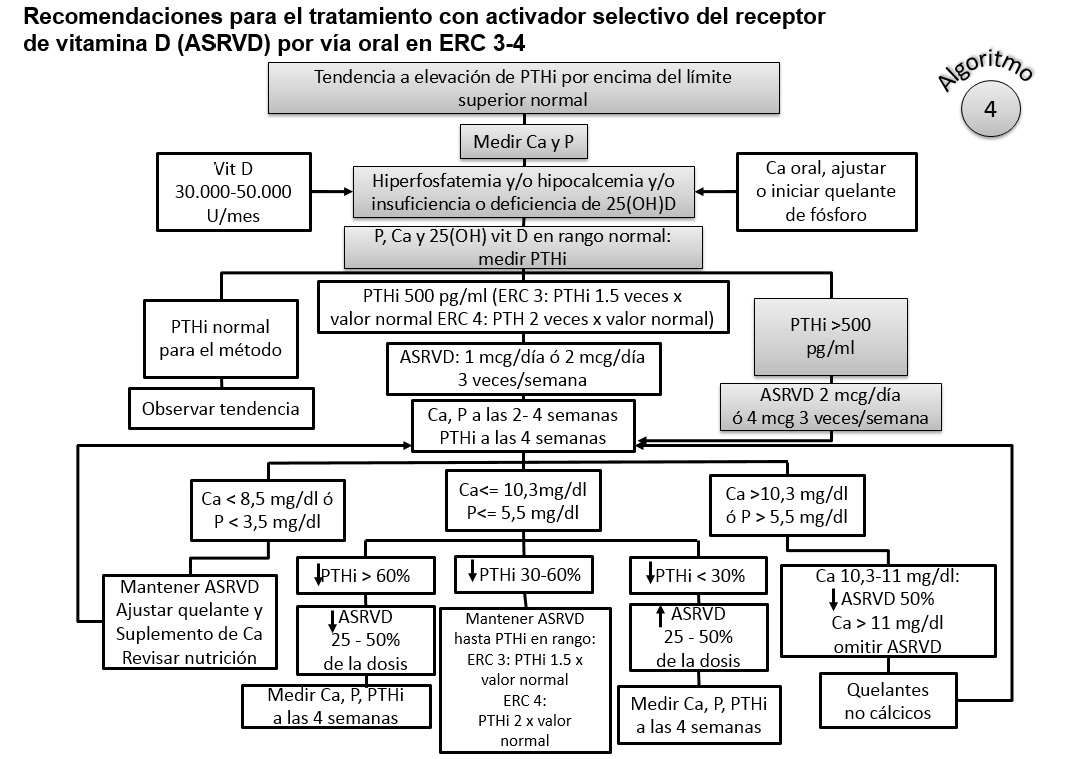 Recomendaciones para el tratamiento con activador selectivo del receptor
de vitamina D (ASRVD) por vía oral en ERC 3-4
Algoritmo
4
Tendencia a elevación de PTHi por encima del límite
superior normal
Medir Ca y P
Vit D
30.000-50.000
U/mes
Hiperfosfatemia y/o hipocalcemia y/o
insuficiencia o deficiencia de 25(OH)D
Ca oral, ajustar
o iniciar quelante
de fósforo
P, Ca y 25(OH) vit D en rango normal:
medir PTHi
PTHi normal
para el método
Observar tendencia
PTHi 500 pg/ml (ERC 3: PTHi 1.5 veces x
valor normal ERC 4: PTH 2 veces x valor normal)
ASRVD: 1 mcg/día ó 2 mcg/día
3 veces/semana
PTHi >500
pg/ml
ASRVD 2 mcg/día
ó 4 mcg 3 veces/semana
Ca, P a las 2- 4 semanas
PTHi a las 4 semanas
Ca < 8,5 mg/dl ó
P < 3,5 mg/dl
Mantener ASRVD
Ajustar quelante y
Suplemento de Ca
Revisar nutrición
Ca<= 10,3mg/dl
P<= 5,5 mg/dl
↓PTHi > 60%
↓ASRVD
25 - 50%
de la dosis
Medir Ca, P, PTHi
a las 4 semanas
↓PTHi 30-60%
Mantener ASRVD
hasta PTHi en rango:
ERC 3: PTHi 1.5 x
valor normal
ERC 4:
PTHi 2 x valor
normal
↓PTHi < 30%
↑ ASRVD
25 - 50%
de la dosis
Medir Ca, P, PTHi
a las 4 semanas
Ca >10,3 mg/dl
ó P > 5,5 mg/dl
Ca 10,3-11 mg/dl:
↓ASRVD 50%
Ca > 11 mg/dl
omitir ASRVD
Quelantes
no cálcicos